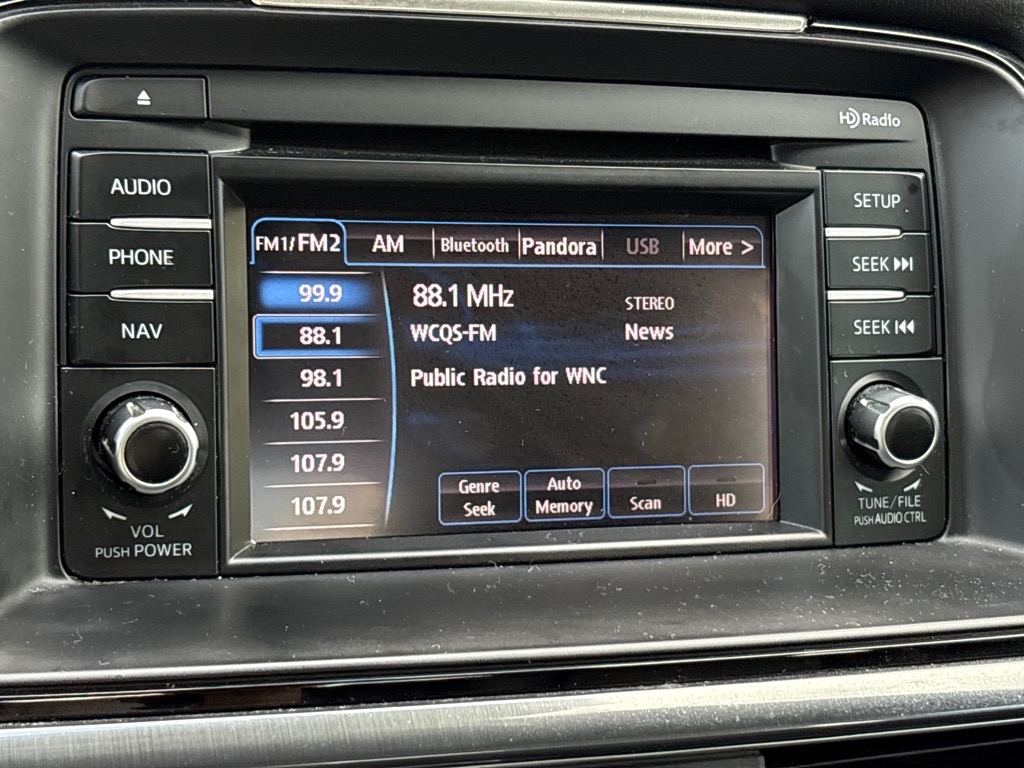 HD Radio
AUDIO
PHONE
NAV
VOL
PUSH POWER
FM1/FM2 AM Bluetooth Pandora USB More >
99.9
88.1
98.1
105.9
107.9
107.9
88.1 MHz STEREO
WCQS-FM News
Public Radio for WNC
Genre Seek
Auto Memory
Scan
HD
SETUP
SEEK
SEEK
TUNE/FILE
PUSH AUDIO CTRL